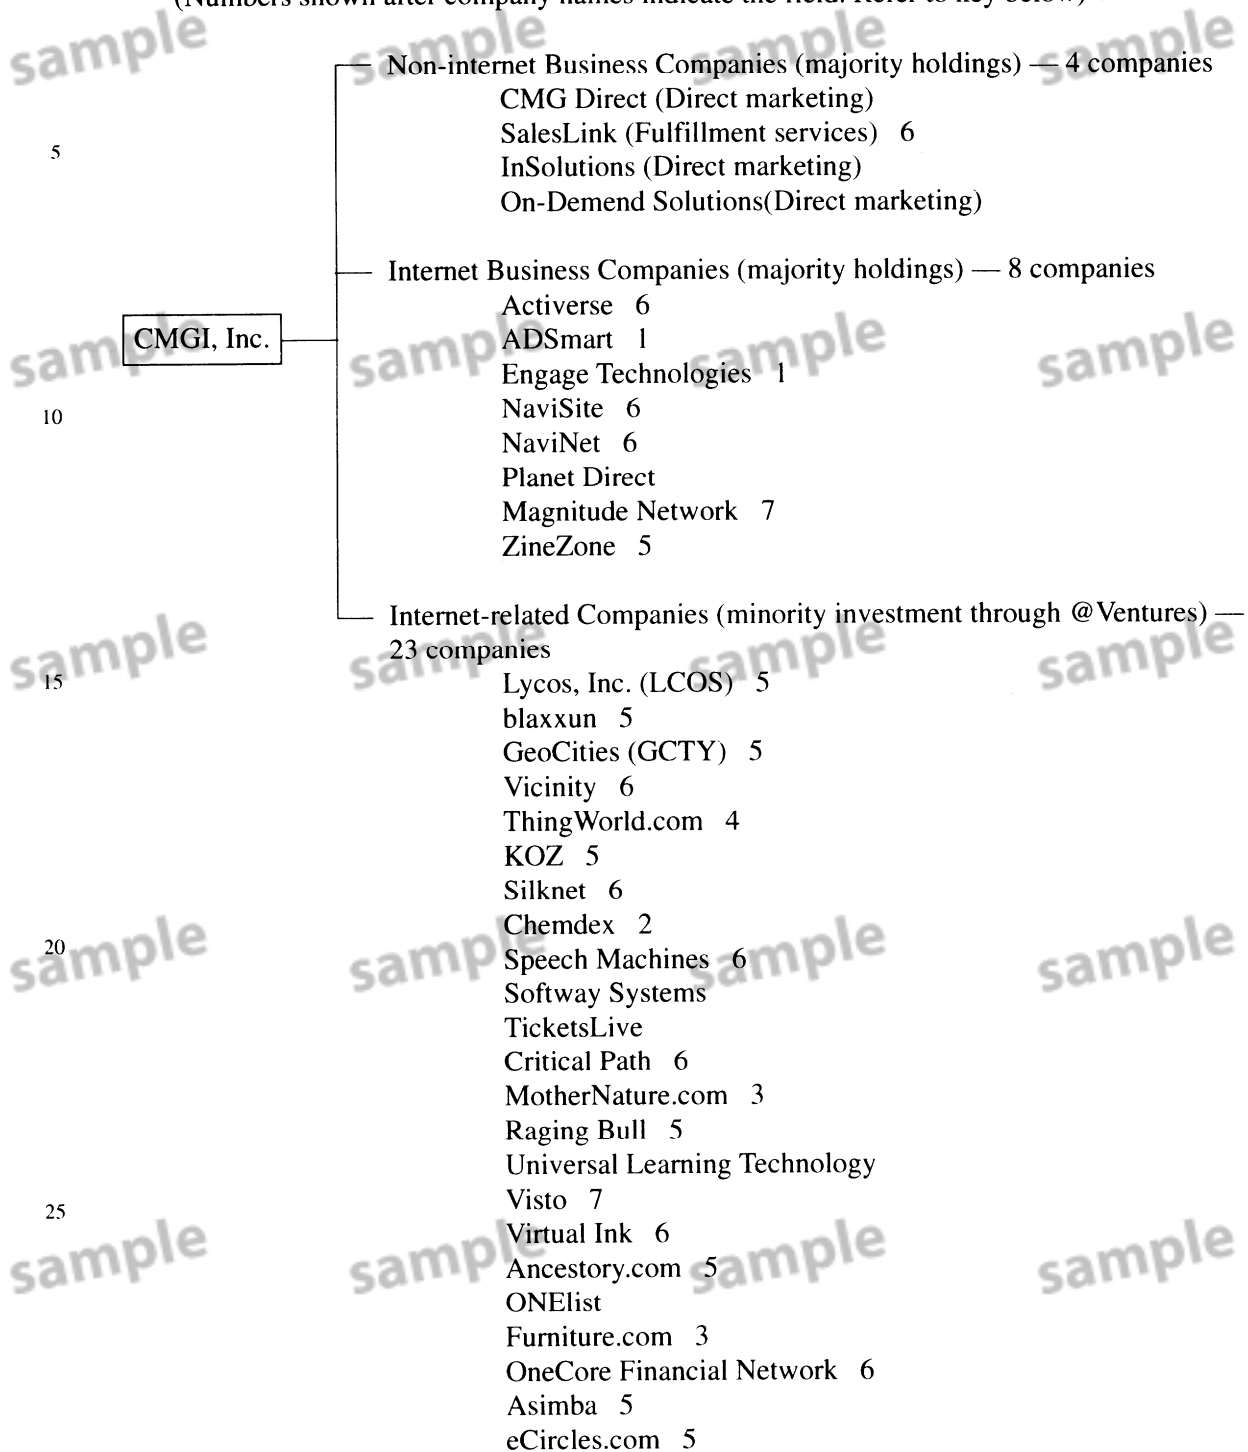 (Numbers shown after company names indicate the field. Refer to key below)
Non-internet Business Companies (majority holdings) — 4 companies
CMG Direct (Direct marketing)
SalesLink (Fulfillment services) 6
5
InSolutions (Direct marketing)
On-Demend Solutions(Direct marketing)
Internet Business Companies (majority holdings) — 8 companies
Activerse 6
CMGI, Inc.
ADSmart 1
Engage Technologies 1
10
NaviSite 6
NaviNet 6
Planet Direct
Magnitude Network 7
ZineZone 5
Internet-related Companies (minority investment through @Ventures) —
23 companies
15
Lycos, Inc. (LCOS) 5
blaxxun 5
GeoCities (GCTY) 5
Vicinity 6
ThingWorld.com 4
KOZ 5
Silknet 6
Chemdex 2
20
Speech Machines 6
Softway Systems
TicketsLive
Critical Path 6
MotherNature.com 3
Raging Bull 5
Universal Learning Technology
25
Visto 7
Virtual Ink 6
Ancestory.com 5
ONElist
Furniture.com 3
OneCore Financial Network 6
Asimba 5
eCircles.com 5
sample sample sample sample
sample sample sample sample
sample sample sample sample
sample sample sample sample
sample sample sample sample